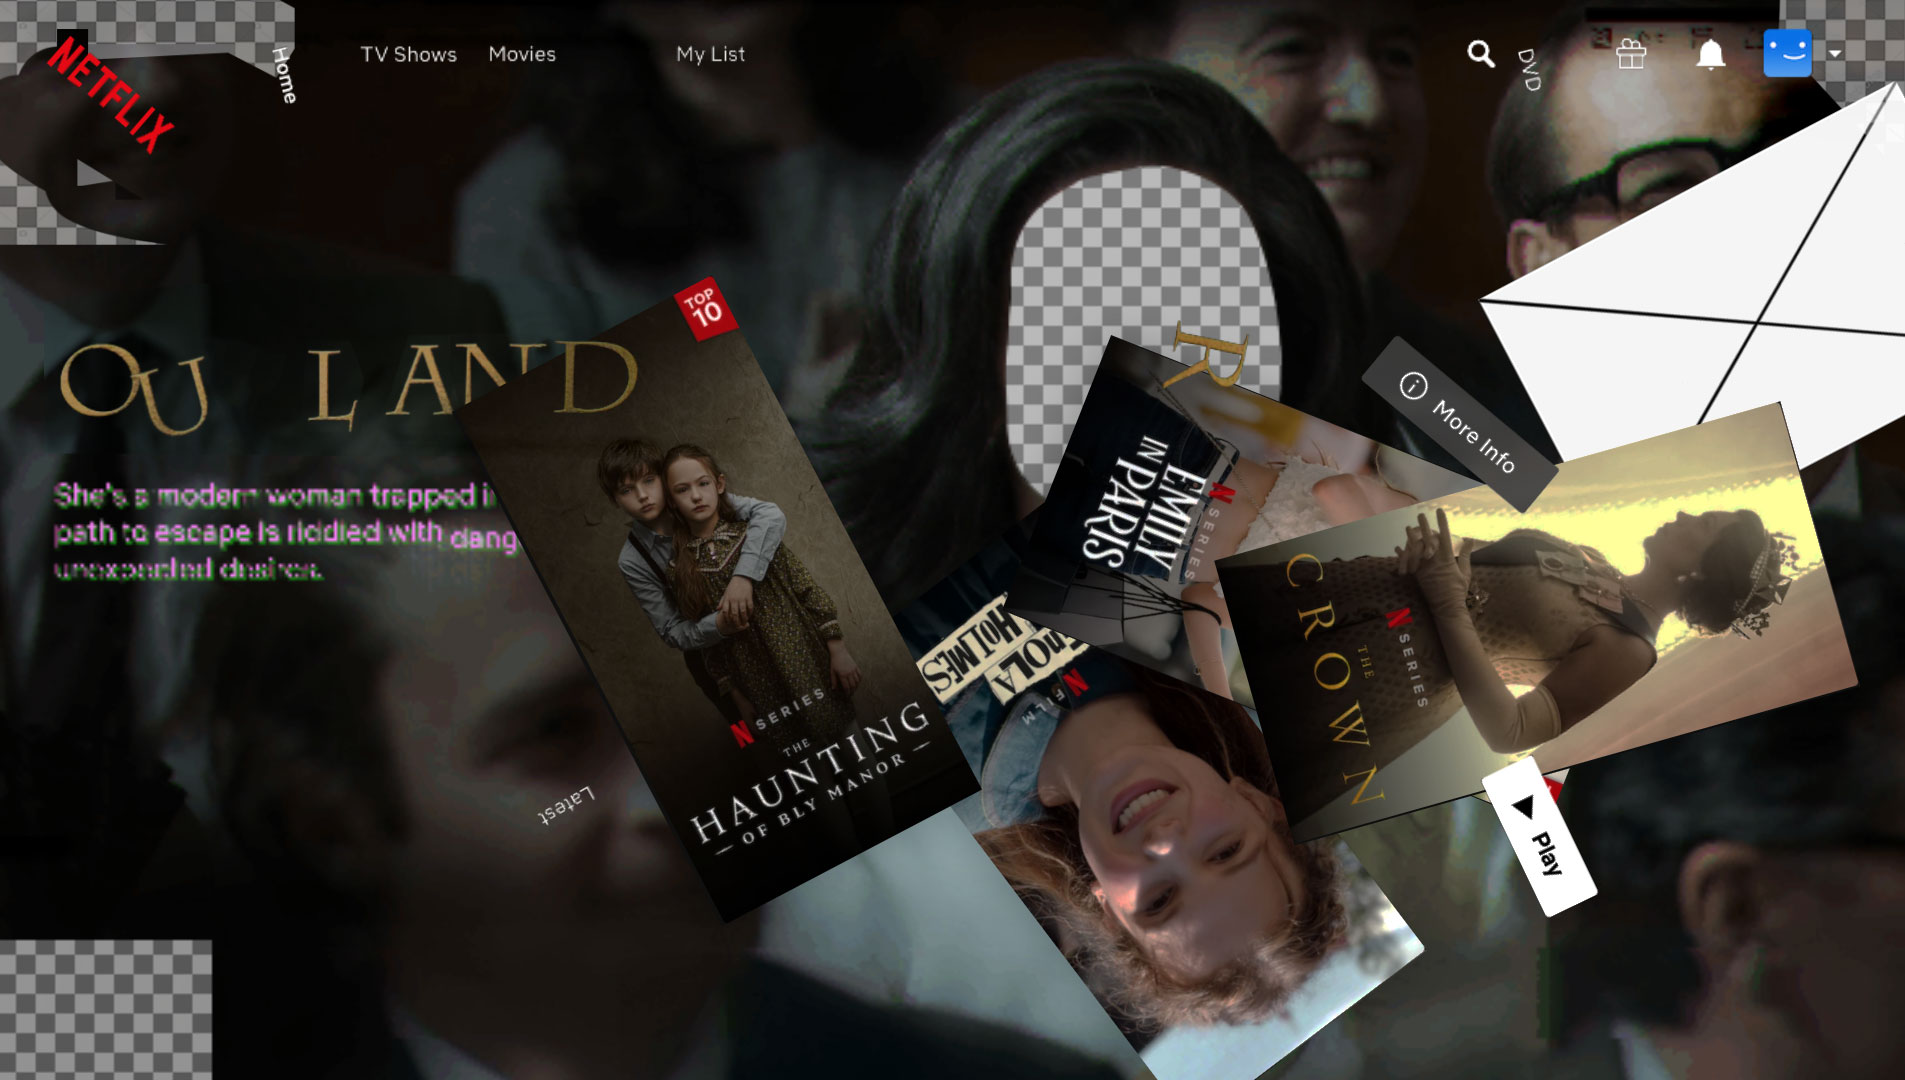 NETFLIX
Home
TV Shows
Movies
My List
DVD
TOP
10
OU LAND
R
She's a modern woman trapped
path to escape is riddled with dang
unexpected desires.
More Info
EMILY
IN PARIS
N SERIES
THE
CROWN
N SERIES
ENOLA
HOLMES
N FILM
N SERIES
THE
HAUNTING
OF BLY MANOR
Latest
Play